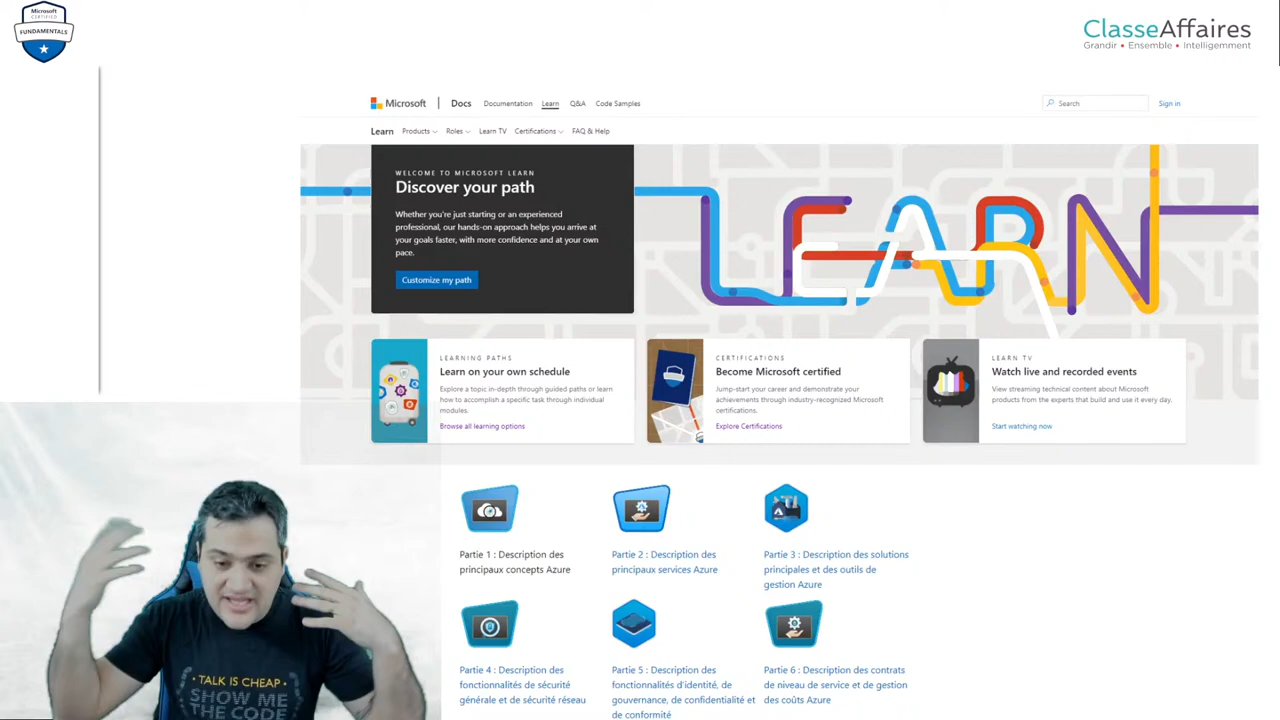 Microsoft
CERTIFIED
FUNDAMENTALS
ClasseAffaires
Grandir • Ensemble • Intelligemment
Microsoft | Docs Documentation Learn Q&A Code Samples
Search
Sign in
Learn Products Roles Learn TV Certifications FAQ & Help
WELCOME TO MICROSOFT LEARN
Discover your path
Whether you're just starting or an experienced
professional, our hands-on approach helps you arrive at
your goals faster, with more confidence and at your own
pace.
Customize my path
LEARN
LEARNING PATHS
Learn on your own schedule
Explore a topic in-depth through guided paths or learn
how to accomplish a specific task through individual
modules.
Browse all learning options
CERTIFICATIONS
Become Microsoft certified
Jump-start your career and demonstrate your
achievements through industry-recognized Microsoft
certifications.
Explore Certifications
LEARN TV
Watch live and recorded events
View streaming technical content about Microsoft
products from the experts that build and use it every day.
Start watching now
Partie 1 : Description des
principaux concepts Azure
Partie 2 : Description des
principaux services Azure
Partie 3 : Description des solutions
principales et des outils de
gestion Azure
Partie 4 : Description des
fonctionnalités de sécurité
générale et de sécurité réseau
Partie 5 : Description des
fonctionnalités d'identité, de
gouvernance, de confidentialité et
de conformité
Partie 6 : Description des contrats
de niveau de service et de gestion
des coûts Azure
• TALK IS CHEAP •
SHOW ME
THE CODE